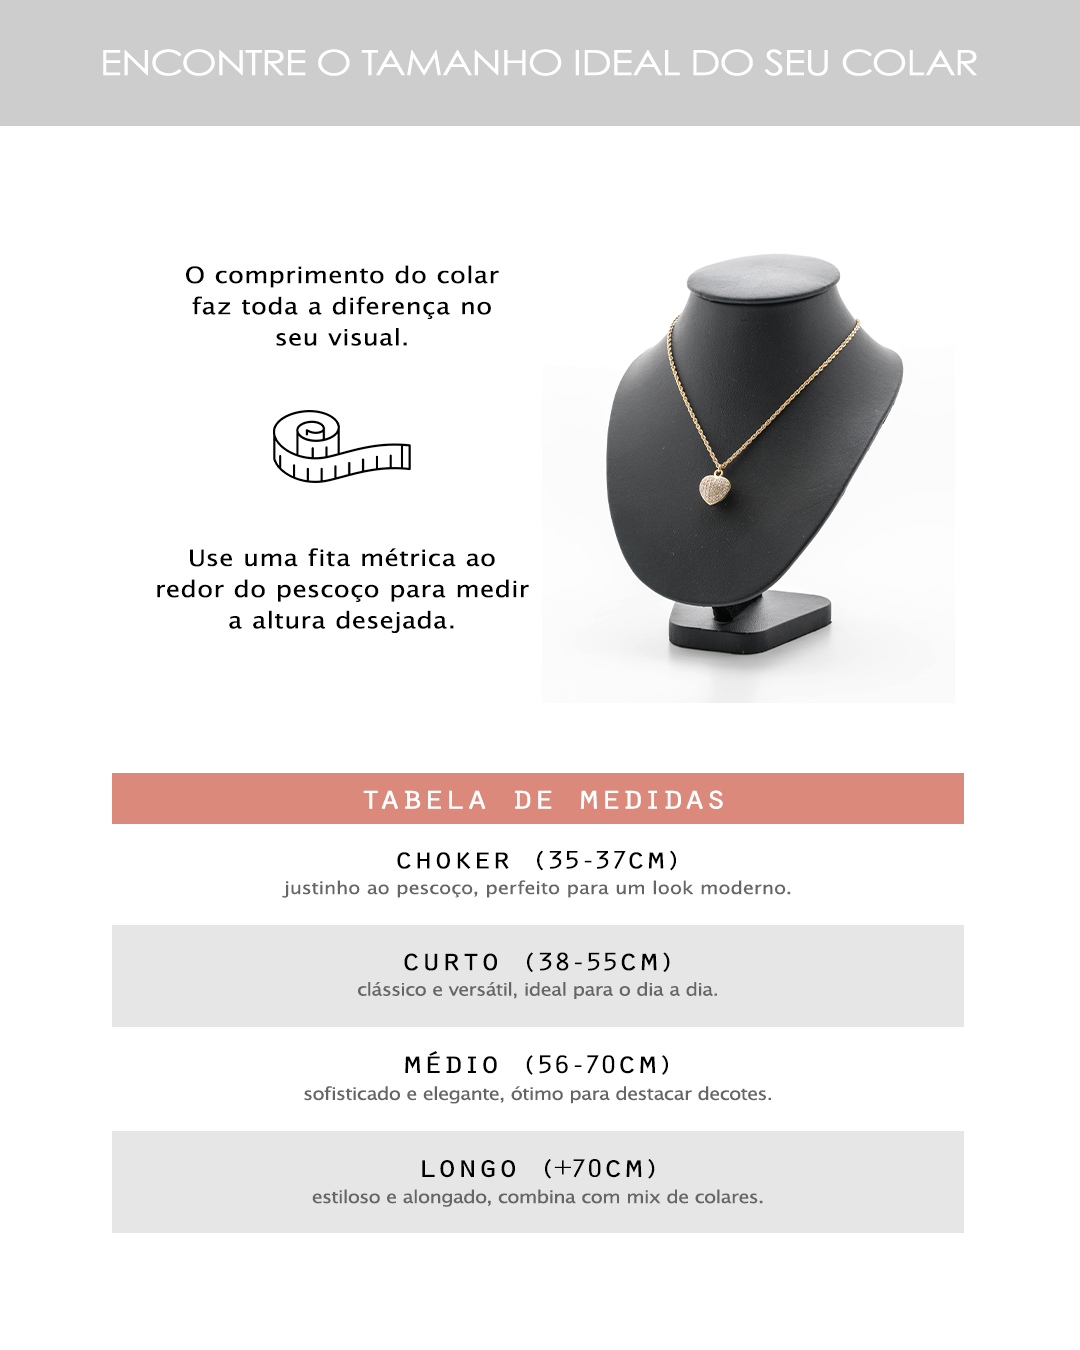 ENCONTRE O TAMANHO IDEAL DO SEU COLAR
O comprimento do colar
faz toda a diferença no
seu visual.
Use uma fita métrica ao
redor do pescoço para medir
a altura desejada.
TABELA DE MEDIDAS
CHOKER (35-37CM)
justinho ao pescoço, perfeito para um look moderno.
CURTO (38-55CM)
clássico e versátil, ideal para o dia a dia.
MÉDIO (56-70CM)
sofisticado e elegante, ótimo para destacar decotes.
LONGO (+70CM)
estiloso e alongado, combina com mix de colares.